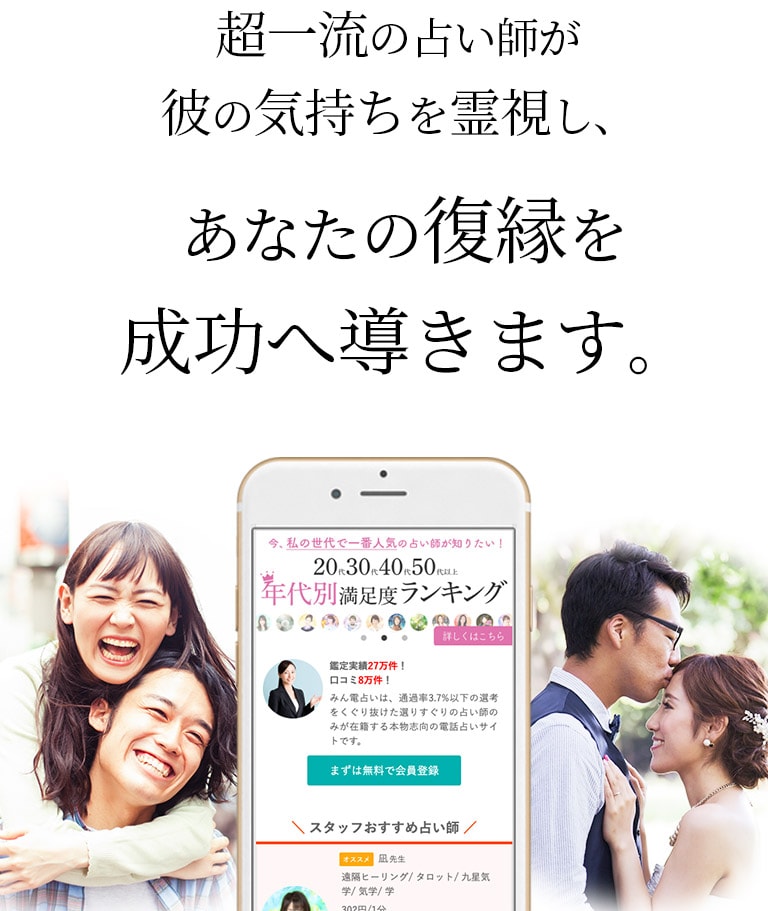 超一流の占い師が
彼の気持ちを霊視し、
あなたの復縁を
成功へ導きます。
今、私の世代で一番人気の占い師が知りたい！
20代30代40代50代以上
年代別満足度ランキング
詳しくはこちら
鑑定実績27万件！
口コミ8万件！
みん電占いは、通過率3.7%以下の選考
をくぐり抜けた選りすぐりの占い師の
みが在籍する本物志向の電話占いサイ
トです。
まずは無料で会員登録
＼ スタッフおすすめ占い師 ／
オススメ 凪先生
遠隔ヒーリング/ タロット/ 九星気
学/ 気学/ 学
302円/1分